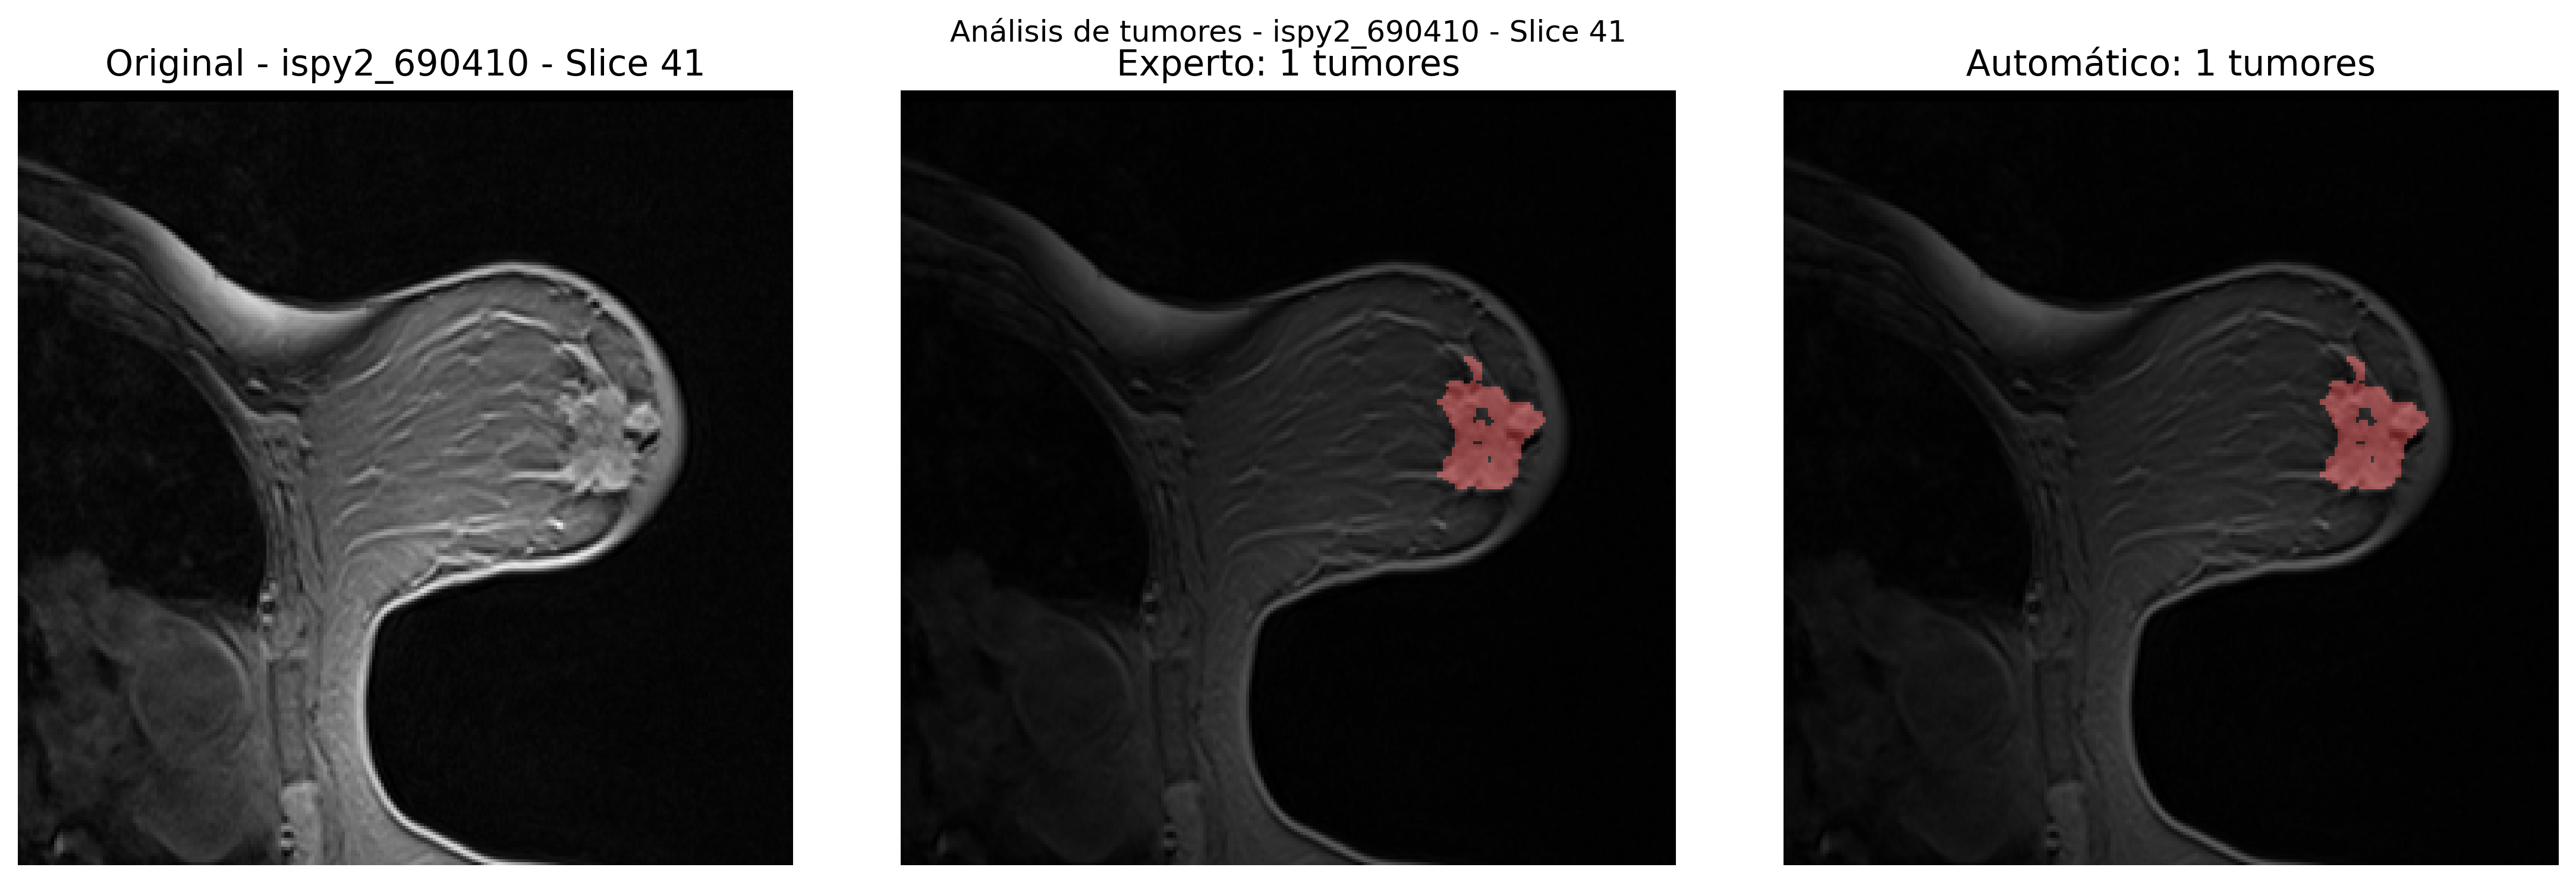 Análisis de tumores - ispy2_690410 - Slice 41
Original - ispy2_690410 - Slice 41
Experto: 1 tumores
Automático: 1 tumores